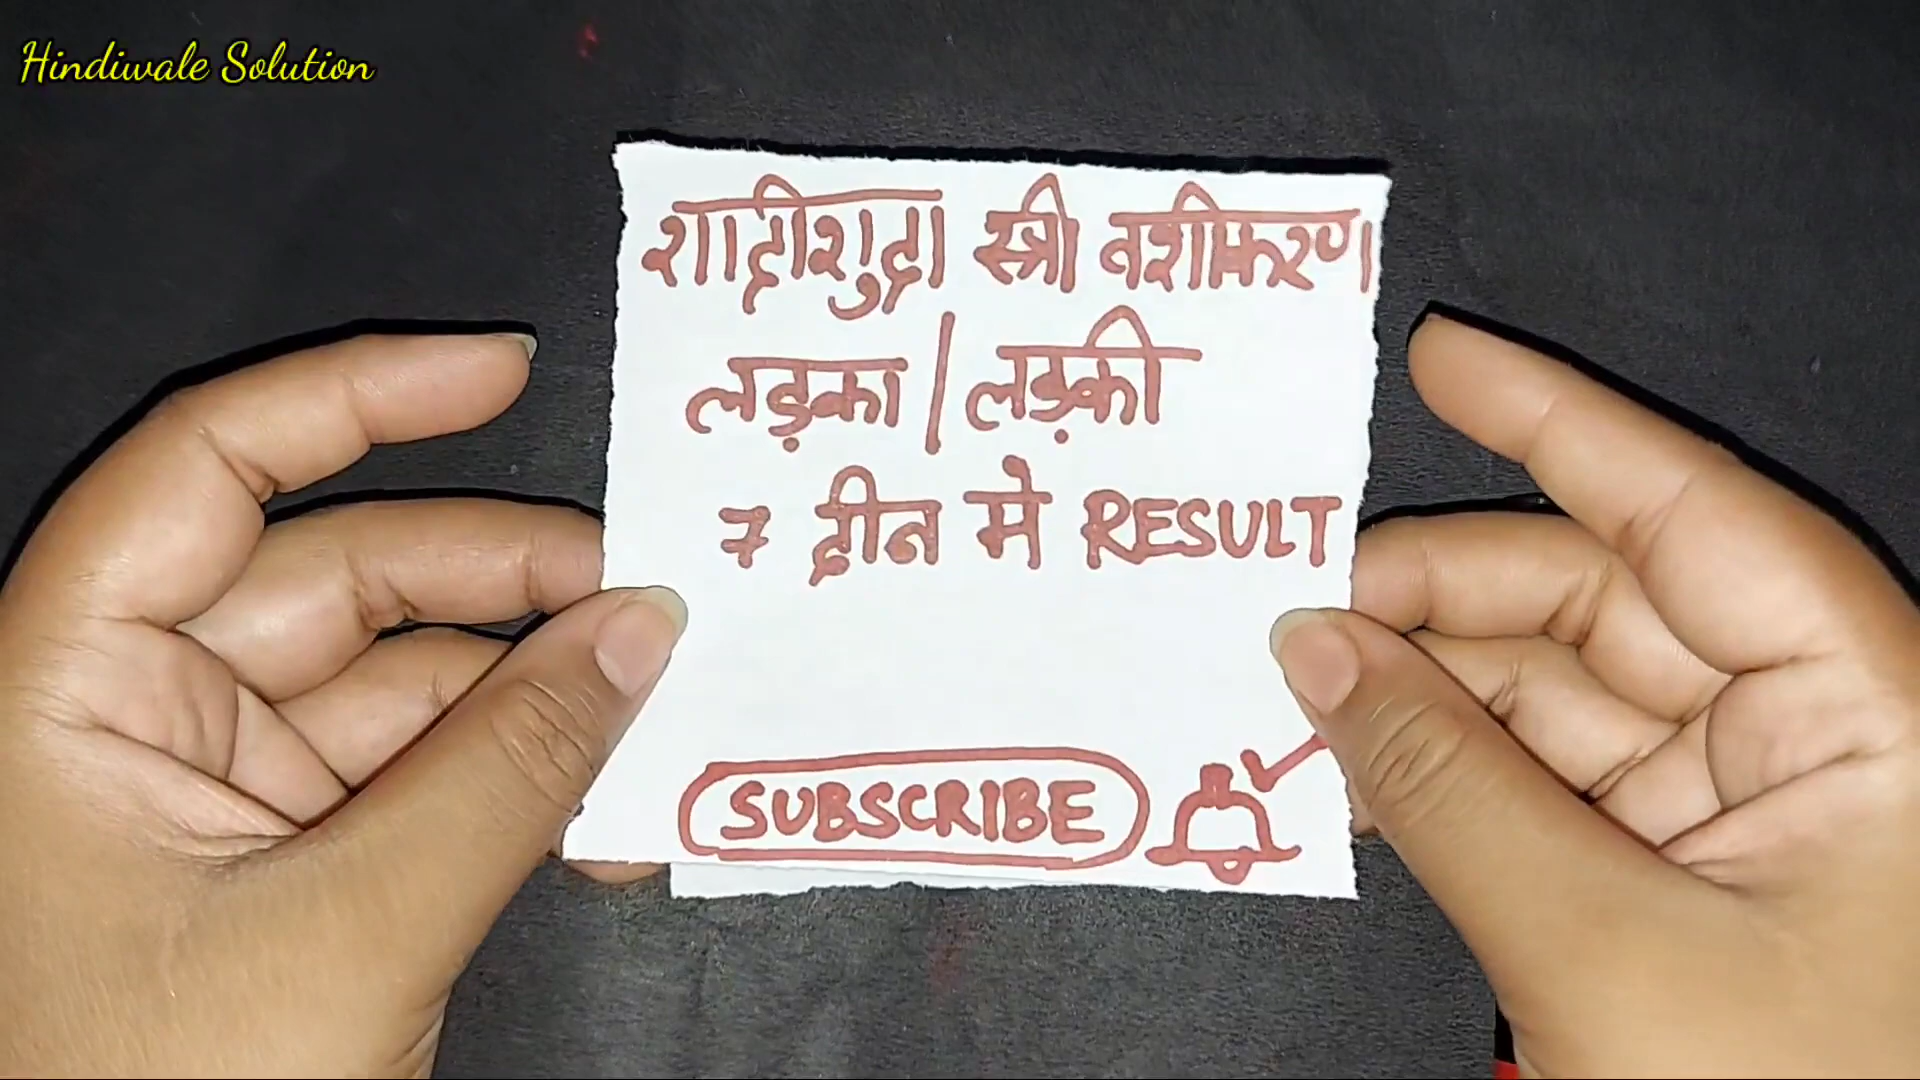 Hindiwale Solution
शादीशुदा स्त्री वशीकरण
लड़का / लड़की
7 दीन मे RESULT
SUBSCRIBE